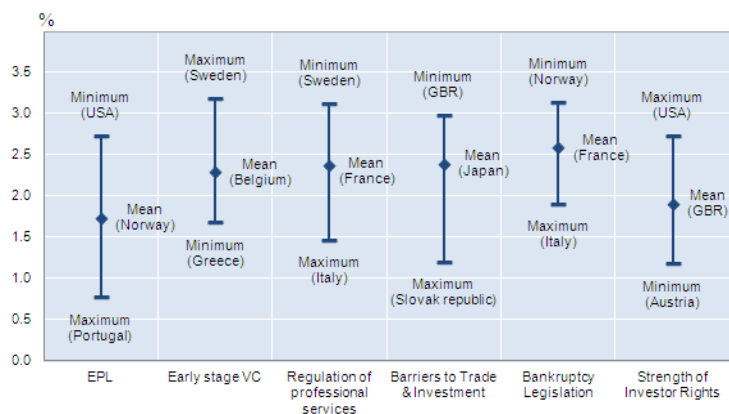 %
3.5
3.0
2.5
2.0
1.5
1.0
0.5
0.0
Minimum
(USA)
Mean
(Norway)
Maximum
(Portugal)
Maximum
(Sweden)
Mean
(Belgium)
Minimum
(Greece)
Minimum
(Sweden)
Mean
(France)
Maximum
(Italy)
Minimum
(GBR)
Mean
(Japan)
Maximum
(Slovak republic)
Minimum
(Norway)
Mean
(France)
Maximum
(Italy)
Maximum
(USA)
Mean
(GBR)
Minimum
(Austria)
EPL
Early stage VC
Regulation of
professional
services
Barriers to Trade
& Investment
Bankruptcy
Legislation
Strength of
Investor Rights